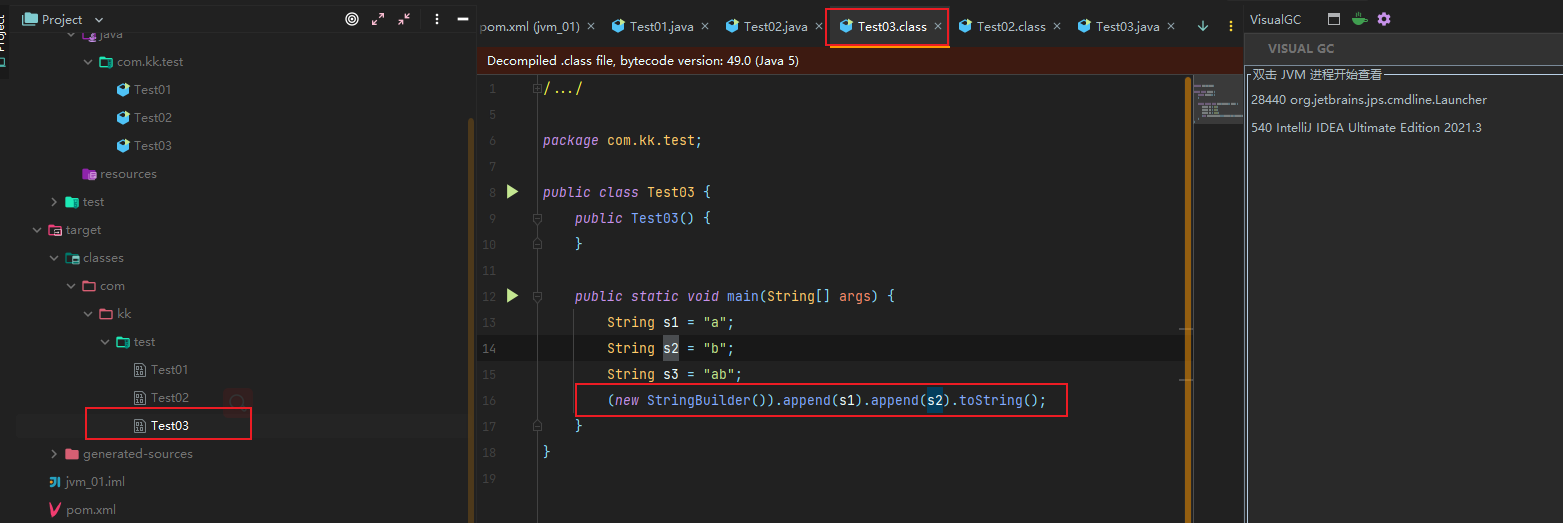 Project
Project
java
com.kk.test
Test01
Test02
Test03
resources
test
target
classes
com
kk
test
Test01
Test02
Test03
generated-sources
jvm_01.iml
pom.xml
pom.xml (jvm_01)
Test01.java
Test02.java
Test03.class
Test02.class
Test03.java
Decompiled .class file, bytecode version: 49.0 (Java 5)
1 /.../
5
6 package com.kk.test;
7
8 public class Test03 {
9 public Test03() {
10 }
11
12 public static void main(String[] args) {
13 String s1 = "a";
14 String s2 = "b";
15 String s3 = "ab";
16 (new StringBuilder()).append(s1).append(s2).toString();
17 }
18 }
19
VisualGC
VISUAL GC
双击 JVM 进程开始查看
28440 org.jetbrains.jps.cmdline.Launcher
540 IntelliJ IDEA Ultimate Edition 2021.3